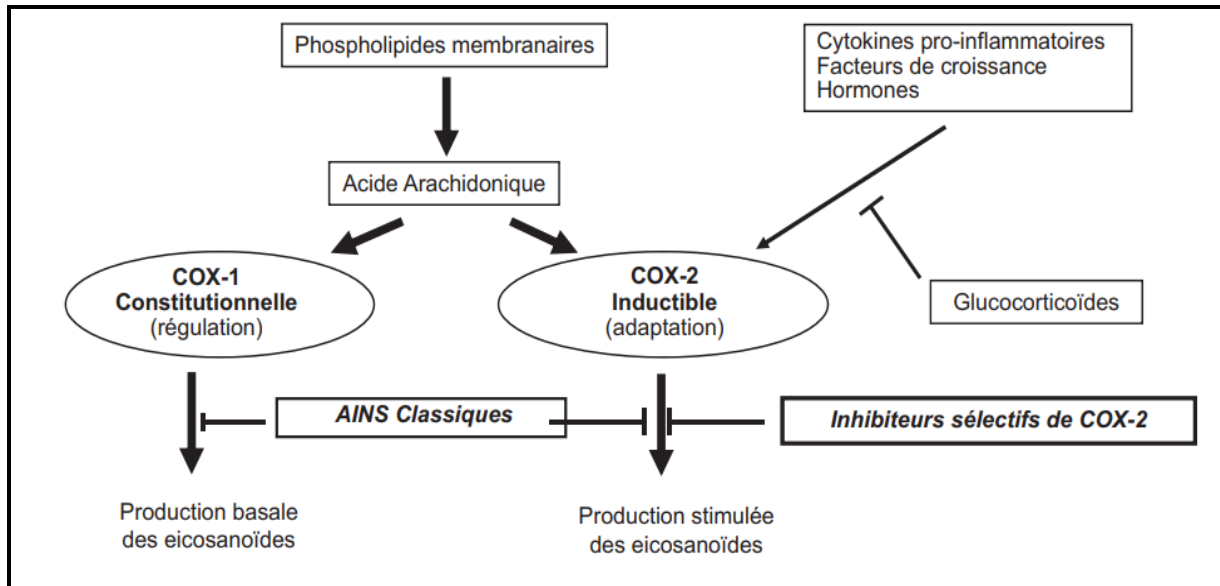 Phospholipides membranaires
Cytokines pro-inflammatoires
Facteurs de croissance
Hormones
Acide Arachidonique
COX-1
Constitutionnelle
(régulation)
COX-2
Inductible
(adaptation)
Glucocorticoïdes
AINS Classiques
Inhibiteurs sélectifs de COX-2
Production basale
des eicosanoïdes
Production stimulée
des eicosanoïdes